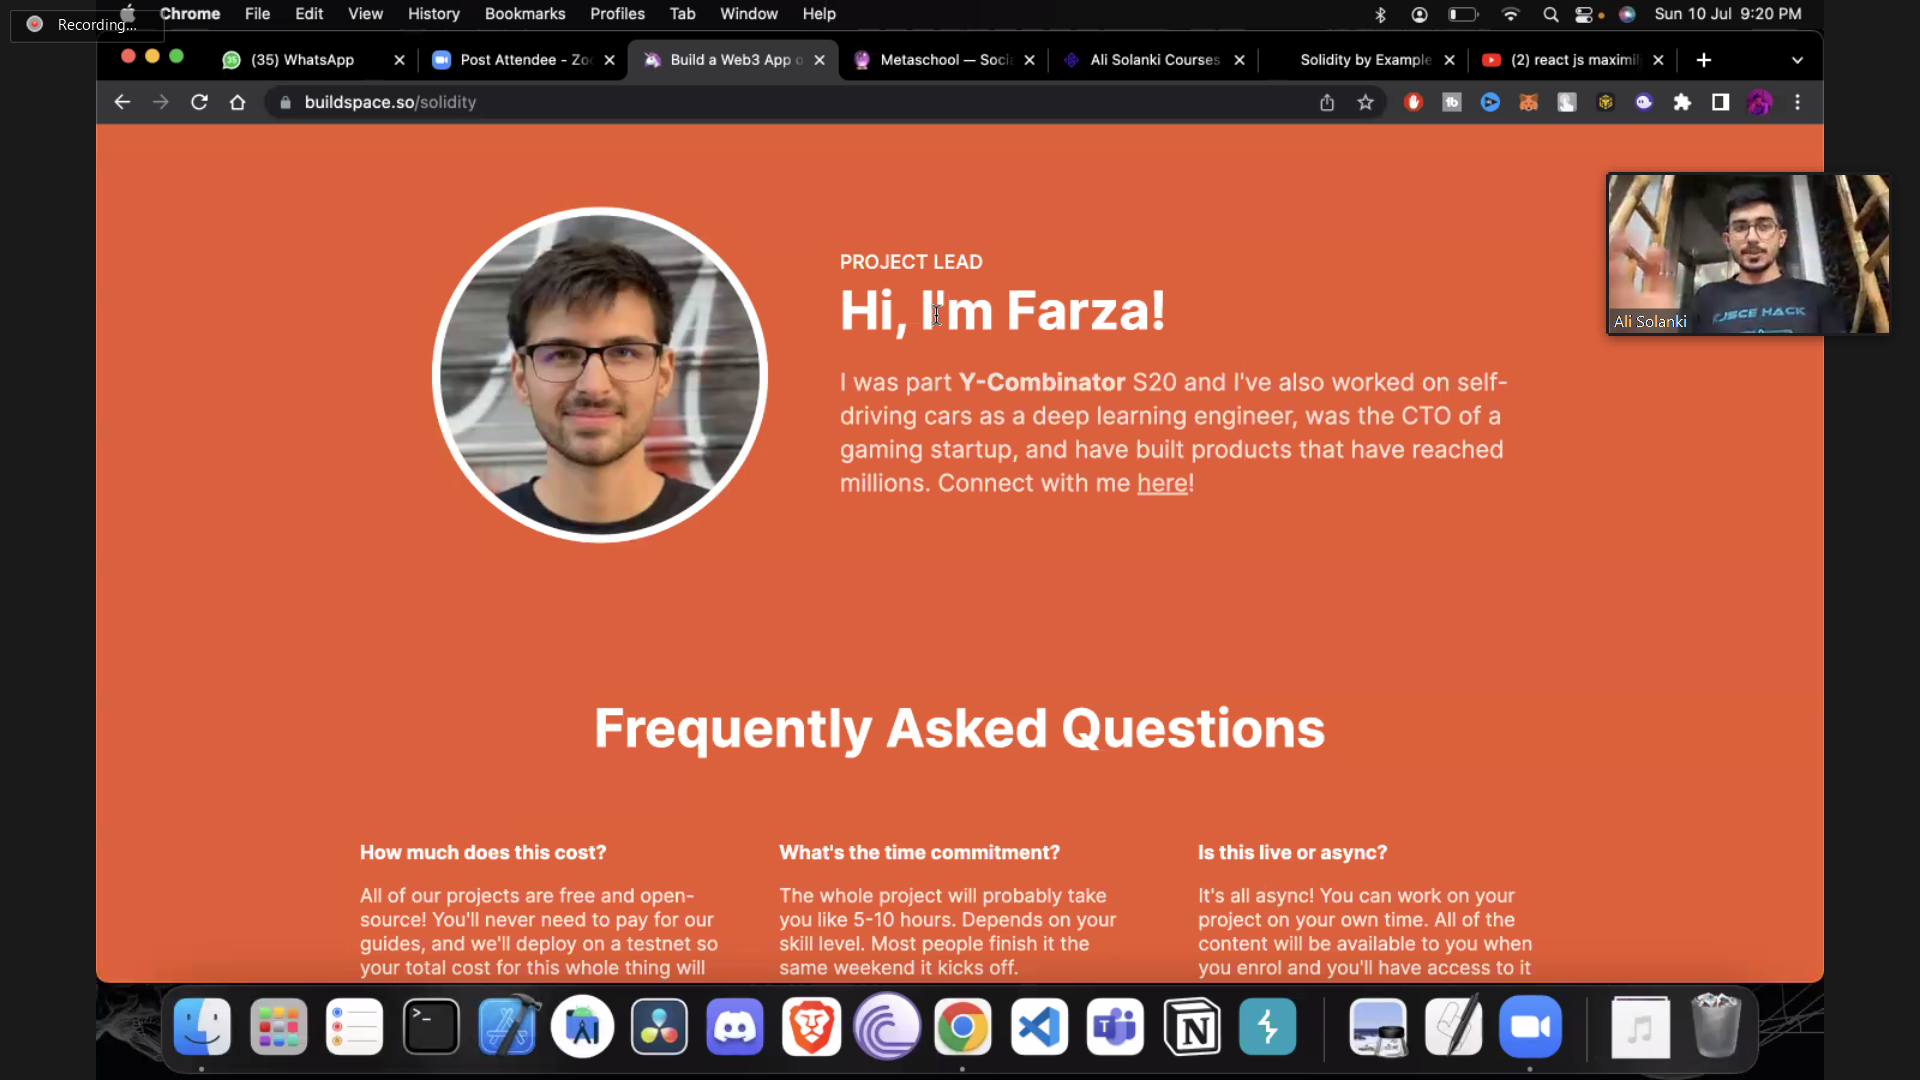 Recording...
Chrome File Edit View History Bookmarks Profiles Tab Window Help
Sun 10 Jul 9:20 PM
(35) WhatsApp
Post Attendee - Zo
Build a Web3 App o
Metaschool — Soci
Ali Solanki Courses
Solidity by Example
(2) react js maximil
buildspace.so/solidity
PROJECT LEAD
Hi, I'm Farza!
I was part Y-Combinator S20 and I've also worked on self-
driving cars as a deep learning engineer, was the CTO of a
gaming startup, and have built products that have reached
millions. Connect with me here!
KJSCE HACK
Ali Solanki
Frequently Asked Questions
How much does this cost?
All of our projects are free and open-
source! You'll never need to pay for our
guides, and we'll deploy on a testnet so
your total cost for this whole thing will
What's the time commitment?
The whole project will probably take
you like 5-10 hours. Depends on your
skill level. Most people finish it the
same weekend it kicks off.
Is this live or async?
It's all async! You can work on your
project on your own time. All of the
content will be available to you when
you enrol and you'll have access to it